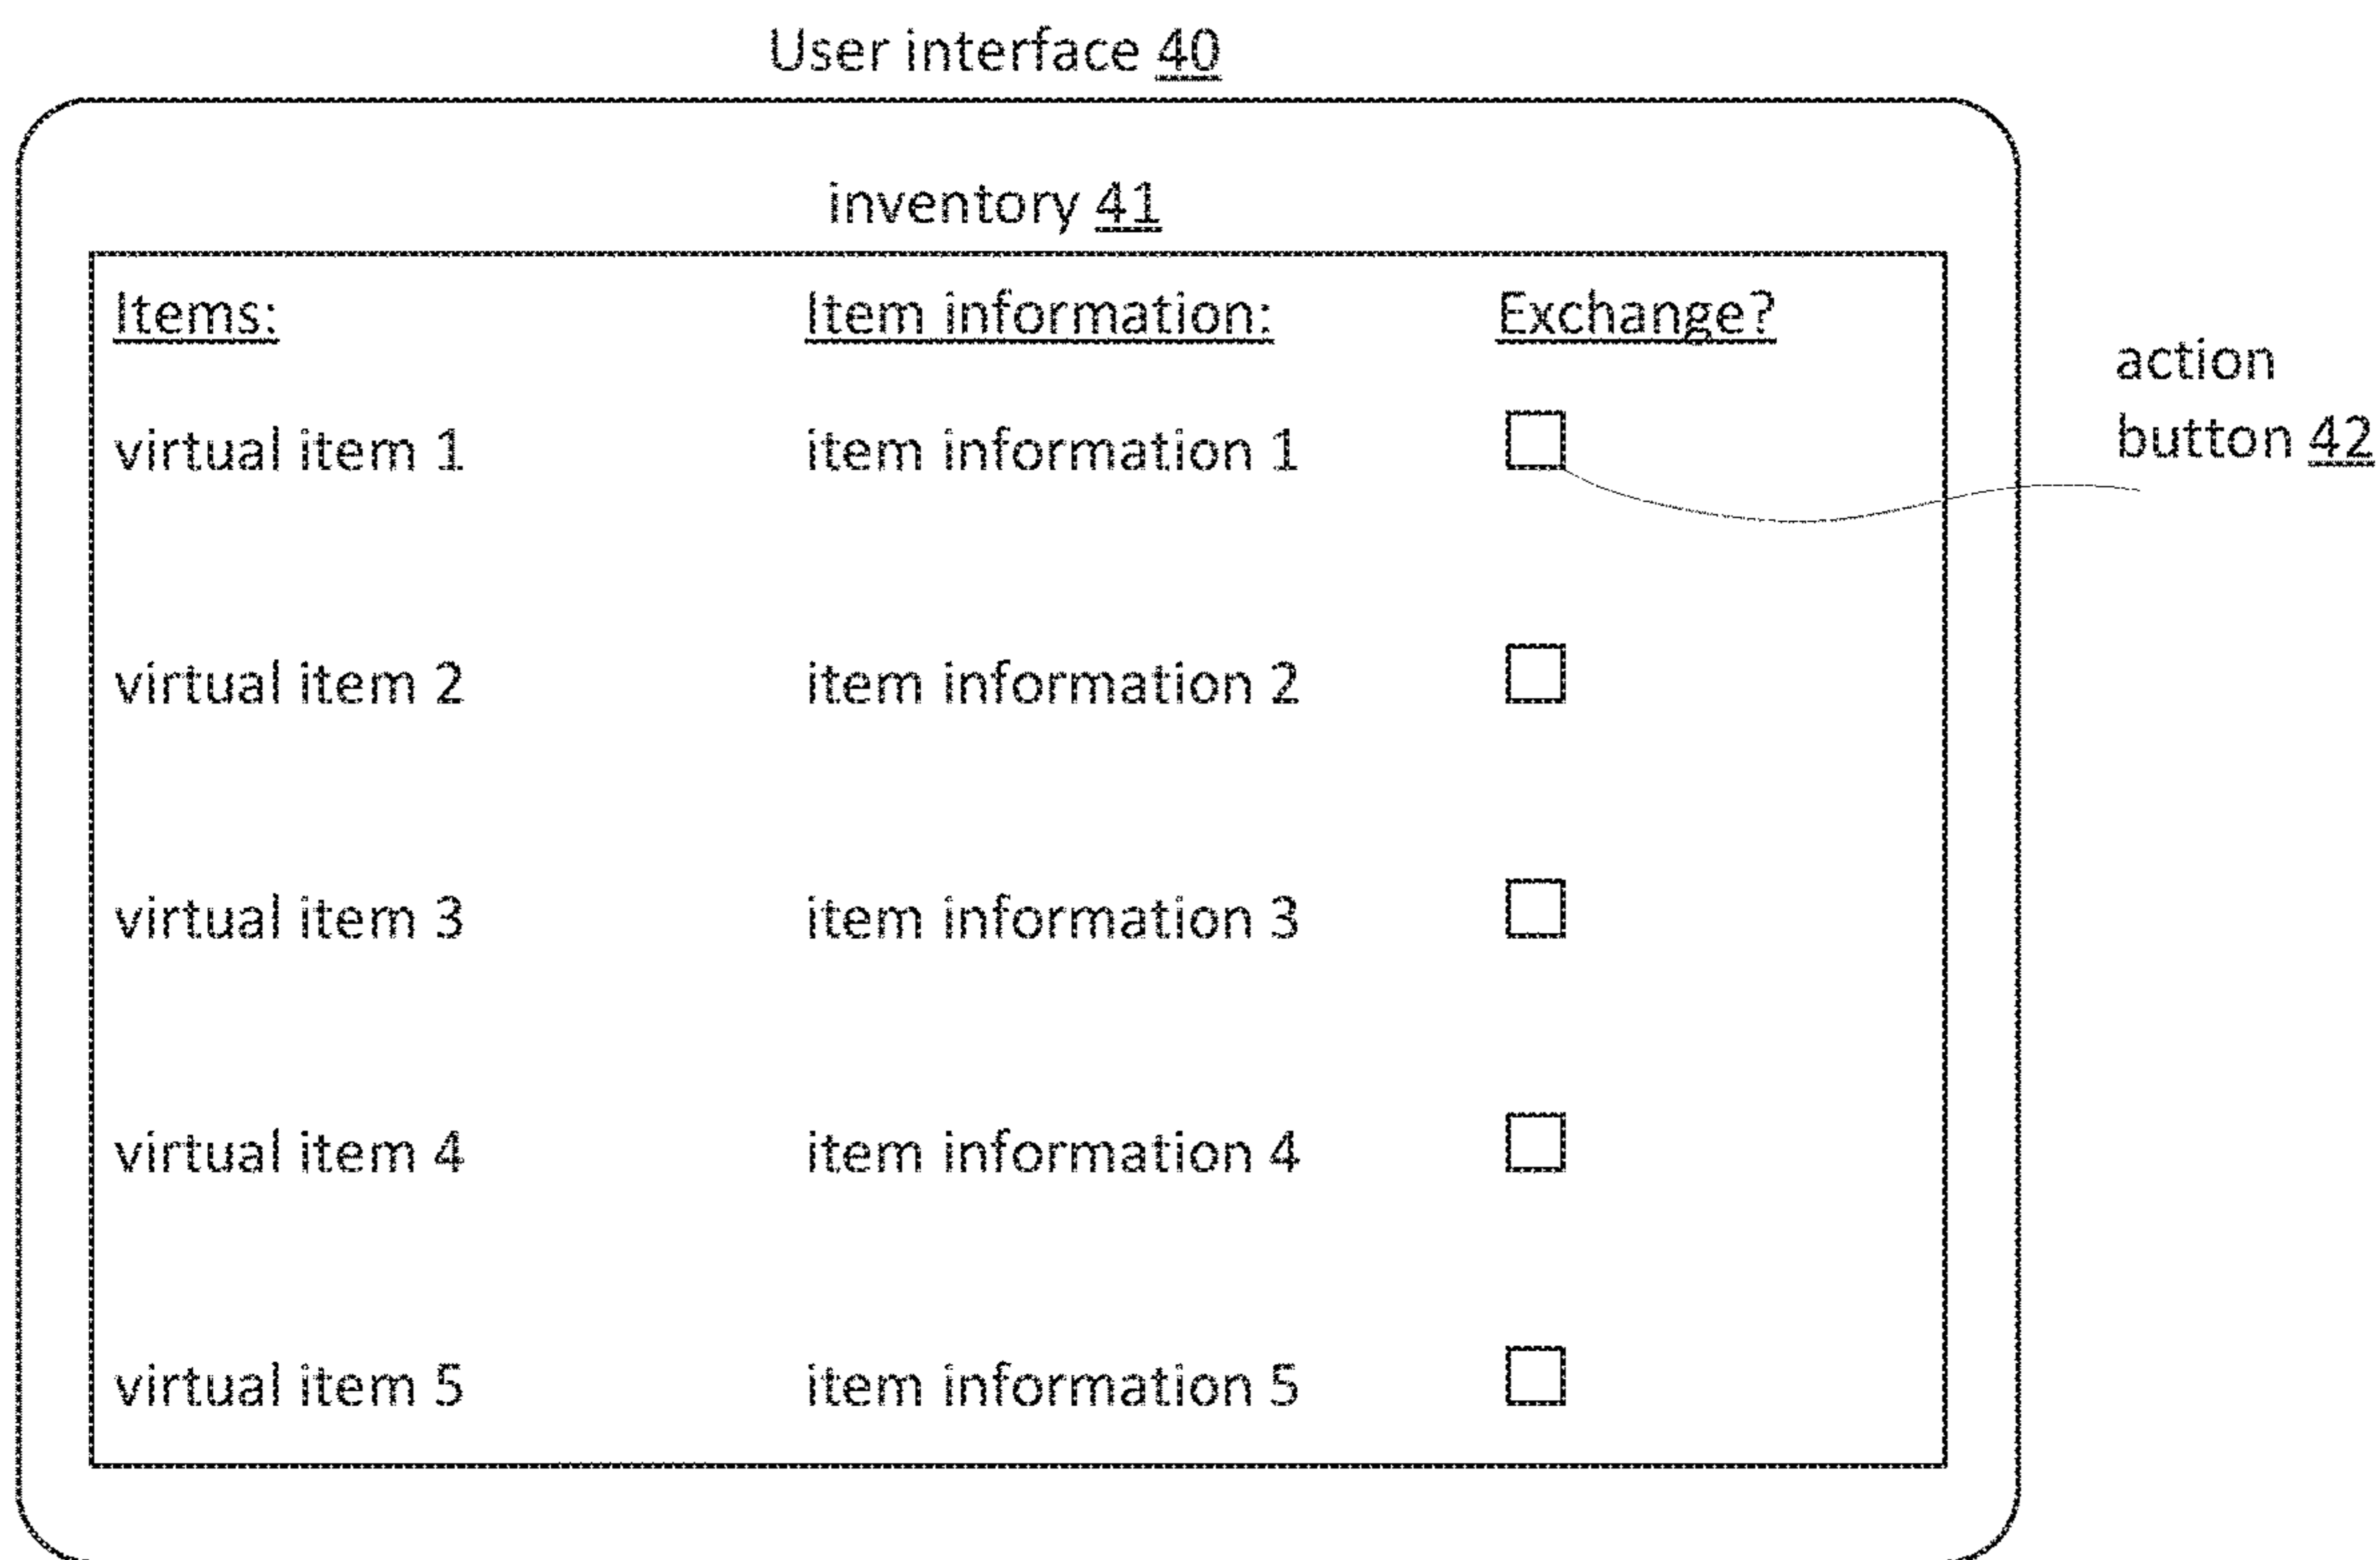 User interface 40
inventory 41
Items: Item information: Exchange?
action
button 42
virtual item 1 item information 1
virtual item 2 item information 2
virtual item 3 item information 3
virtual item 4 item information 4
virtual item 5 item information 5